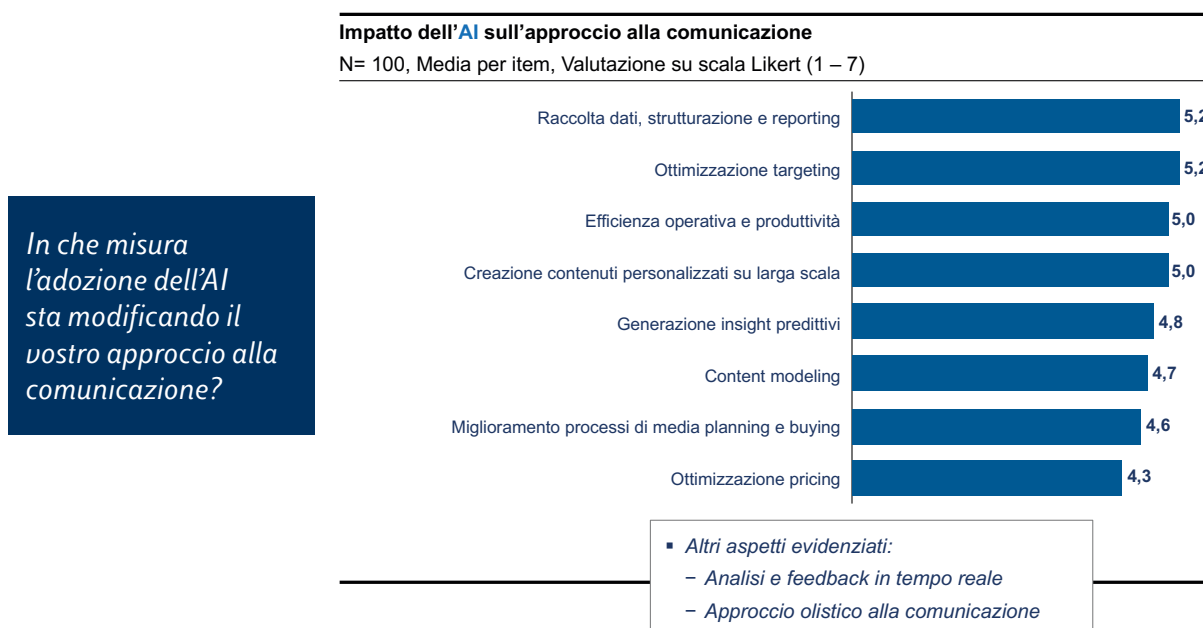 Impatto dell'AI sull'approccio alla comunicazione
N= 100, Media per item, Valutazione su scala Likert (1 – 7)
In che misura
l'adozione dell'AI
sta modificando il
vostro approccio alla
comunicazione?
Raccolta dati, strutturazione e reporting 5,2
Ottimizzazione targeting 5,2
Efficienza operativa e produttività 5,0
Creazione contenuti personalizzati su larga scala 5,0
Generazione insight predittivi 4,8
Content modeling 4,7
Miglioramento processi di media planning e buying 4,6
Ottimizzazione pricing 4,3
▪ Altri aspetti evidenziati:
− Analisi e feedback in tempo reale
− Approccio olistico alla comunicazione